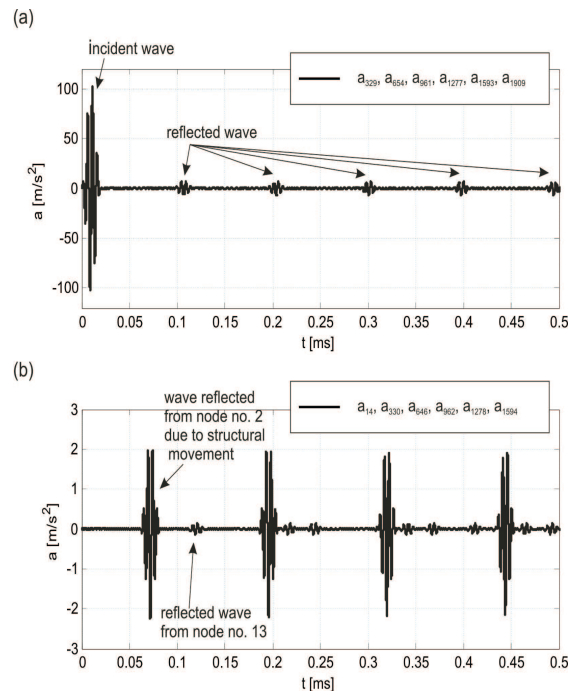 (a)
incident wave
a329, a654, a961, a1277, a1593, a1909
reflected wave
100
50
0
-50
-100
a [m/s²]
0 0.05 0.1 0.15 0.2 0.25 0.3 0.35 0.4 0.45 0.5
t [ms]
(b)
wave reflected
from node no. 2
due to structural
movement
a14, a330, a646, a962, a1278, a1594
3
2
1
0
-1
-2
-3
a [m/s²]
reflected wave
from node no. 13
0 0.05 0.1 0.15 0.2 0.25 0.3 0.35 0.4 0.45 0.5
t [ms]